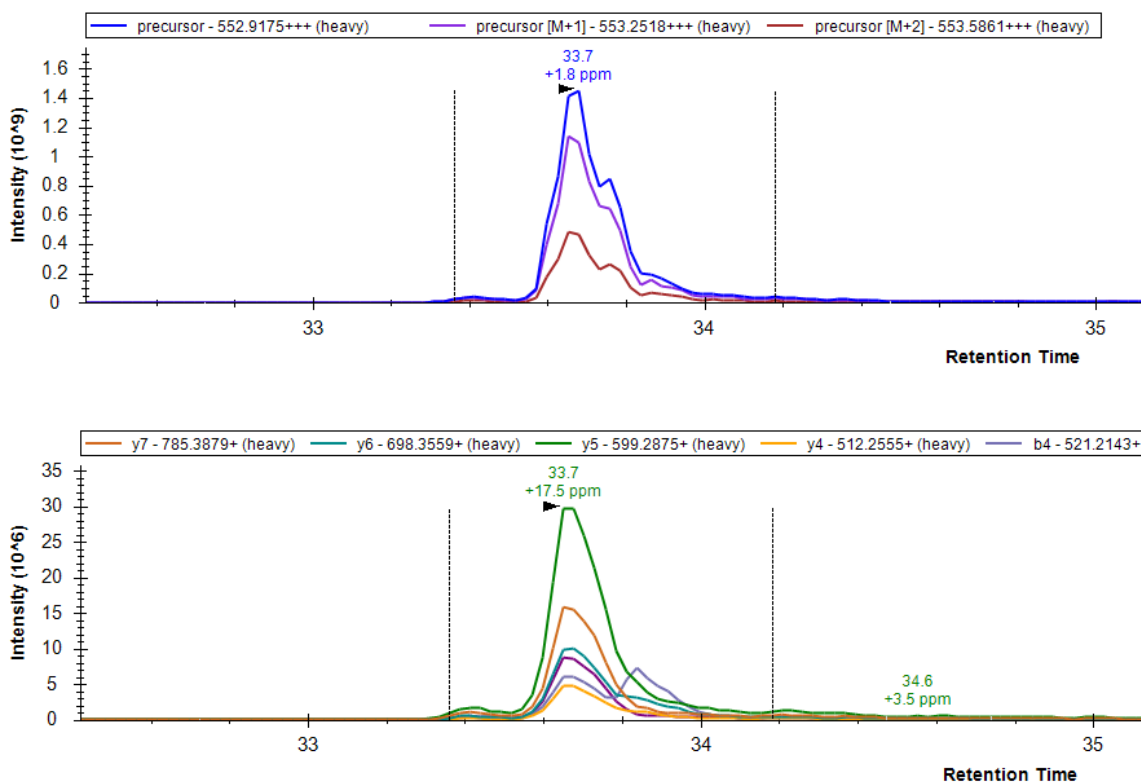 precursor - 552.9175+++ (heavy) precursor [M+1] - 553.2518+++ (heavy) precursor [M+2] - 553.5861+++ (heavy)
33.7
+1.8 ppm
Intensity (10^9)
1.6
1.4
1.2
1
0.8
0.6
0.4
0.2
0
33 34 35
Retention Time
y7 - 785.3879+ (heavy) y6 - 698.3559+ (heavy) y5 - 599.2875+ (heavy) y4 - 512.2555+ (heavy) b4 - 521.2143+
33.7
+17.5 ppm
34.6
+3.5 ppm
Intensity (10^6)
35
30
25
20
15
10
5
0
33 34 35
Retention Time